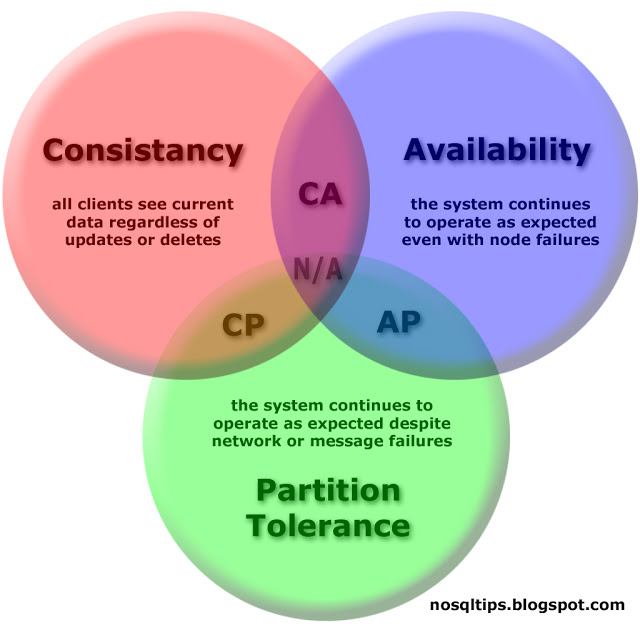 Consistancy
all clients see current
data regardless of
updates or deletes
Availability
the system continues
to operate as expected
even with node failures
CA
N/A
CP
AP
the system continues to
operate as expected despite
network or message failures
Partition
Tolerance
nosqltips.blogspot.com